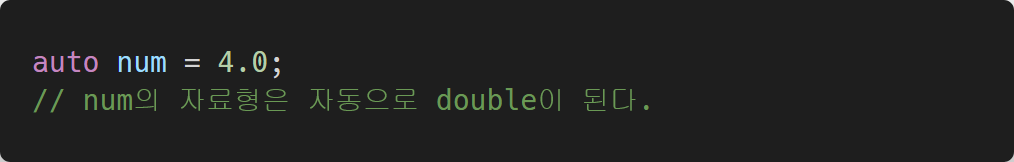 auto num = 4.0;
// num의 자료형은 자동으로 double이 된다.